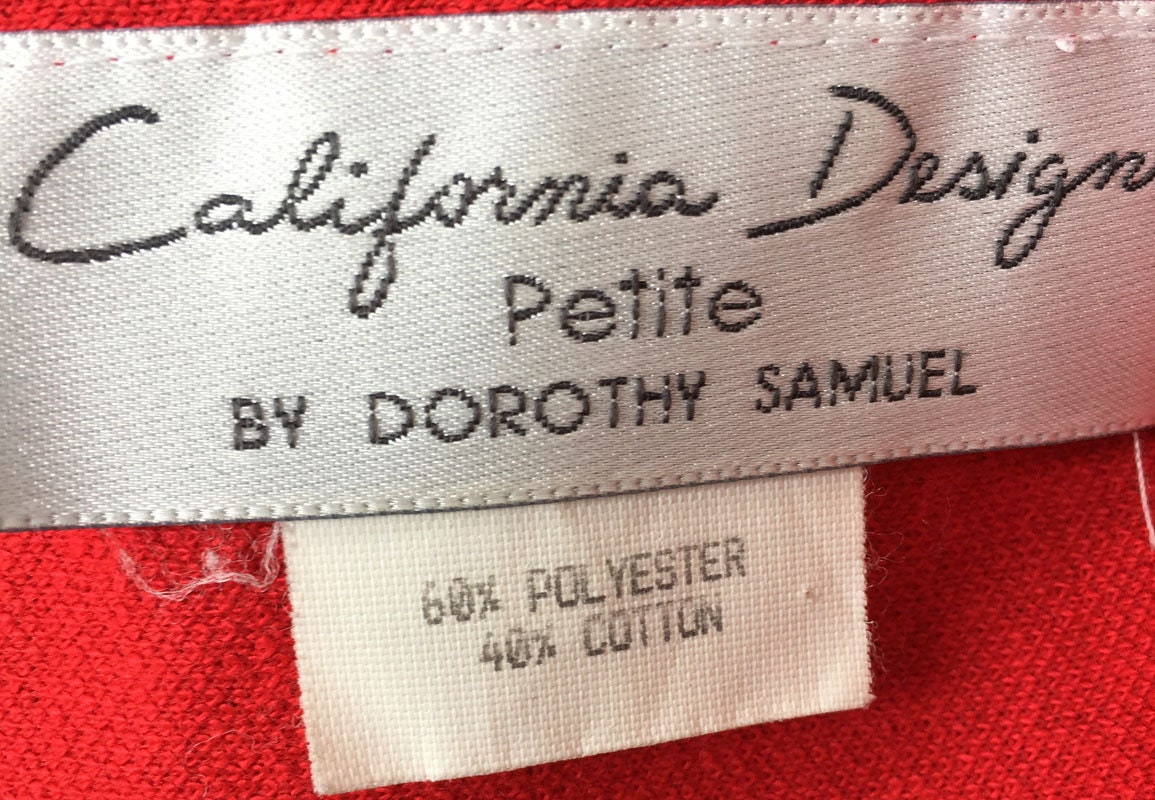 California Design
Petite
BY DOROTHY SAMUEL
60% POLYESTER
40% COTTON